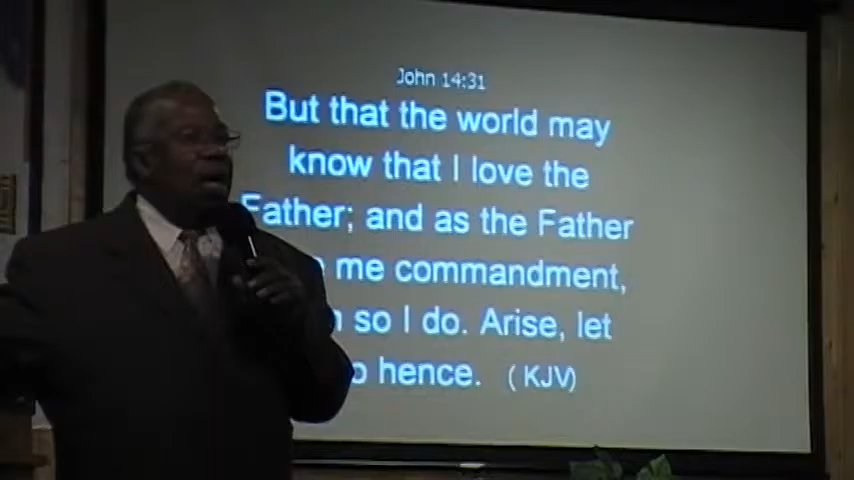 John 14:31
But that the world may
know that I love the
Father; and as the Father
me commandment,
so I do. Arise, let
hence. ( KJV)